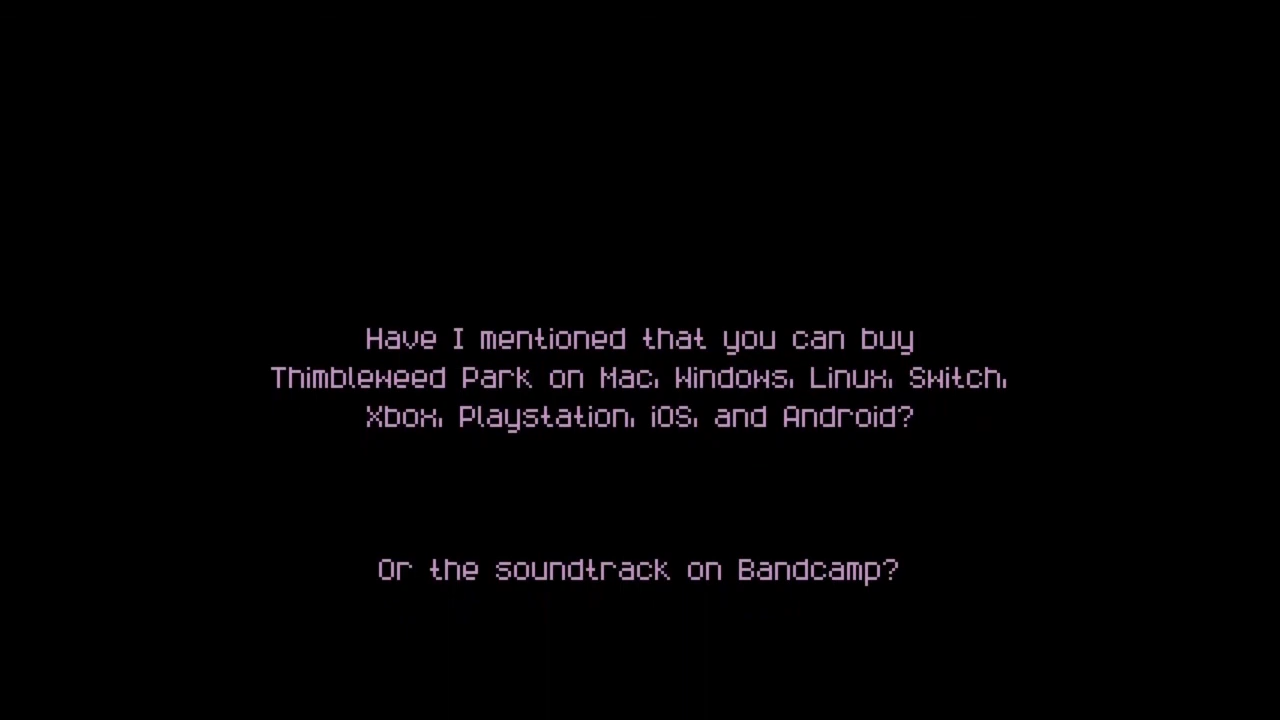 Have I mentioned that you can buy
Thimbleweed Park on Mac, Windows, Linux, Switch,
Xbox, Playstation, iOS, and Android?
Or the soundtrack on Bandcamp?